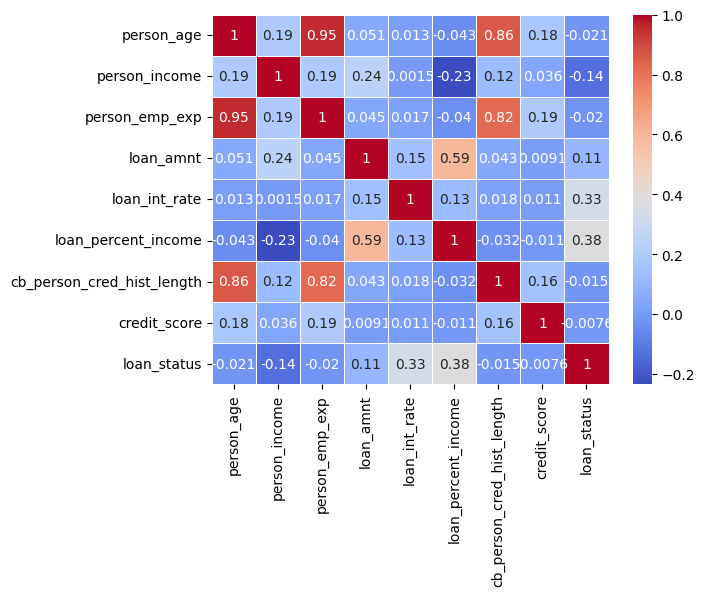 person_age 1 0.19 0.95 0.051 0.013 -0.043 0.86 0.18 -0.021
person_income 0.19 1 0.19 0.24 0.0015 -0.23 0.12 0.036 -0.14
person_emp_exp 0.95 0.19 1 0.045 0.017 -0.04 0.82 0.19 -0.02
loan_amnt 0.051 0.24 0.045 1 0.15 0.59 0.043 0.0091 0.11
loan_int_rate 0.013 0.0015 0.017 0.15 1 0.13 0.018 0.011 0.33
loan_percent_income -0.043 -0.23 -0.04 0.59 0.13 1 -0.032 -0.011 0.38
cb_person_cred_hist_length 0.86 0.12 0.82 0.043 0.018 -0.032 1 0.16 -0.015
credit_score 0.18 0.036 0.19 0.0091 0.011 -0.011 0.16 1 -0.0076
loan_status -0.021 -0.14 -0.02 0.11 0.33 0.38 -0.015 -0.0076 1
person_age
person_income
person_emp_exp
loan_amnt
loan_int_rate
loan_percent_income
cb_person_cred_hist_length
credit_score
loan_status
1.0
0.8
0.6
0.4
0.2
0.0
−0.2